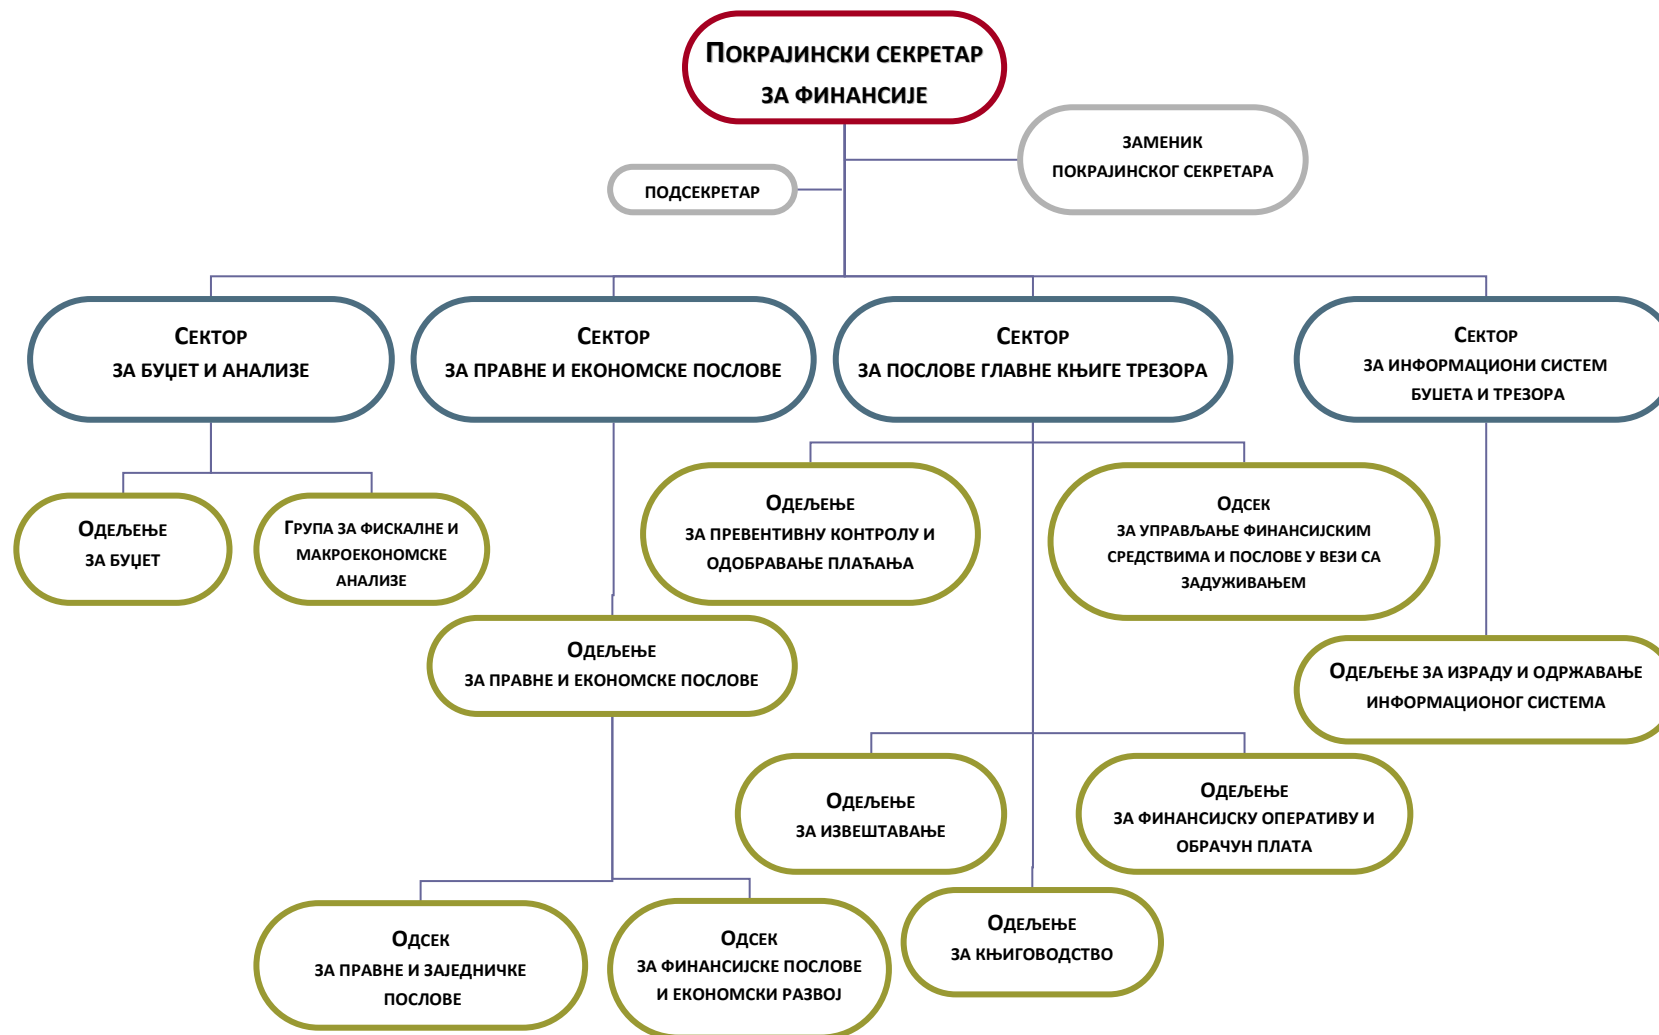 ПОКРАЈИНСКИ СЕКРЕТАР
ЗА ФИНАНСИЈЕ
ЗАМЕНИК
ПОКРАЈИНСКОГ СЕКРЕТАРА
ПОДСЕКРЕТАР
СЕКТОР
ЗА БУЏЕТ И АНАЛИЗЕ
СЕКТОР
ЗА ПРАВНЕ И ЕКОНОМСКЕ ПОСЛОВЕ
СЕКТОР
ЗА ПОСЛОВЕ ГЛАВНЕ КЊИГЕ ТРЕЗОРА
СЕКТОР
ЗА ИНФОРМАЦИОНИ СИСТЕМ
БУЏЕТА И ТРЕЗОРА
ОДЕЉЕЊЕ
ЗА БУЏЕТ
ГРУПА ЗА ФИСКАЛНЕ И
МАКРОЕКОНОМСКЕ
АНАЛИЗЕ
ОДЕЉЕЊЕ
ЗА ПРЕВЕНТИВНУ КОНТРОЛУ И
ОДОБРАВАЊЕ ПЛАЋАЊА
ОДСЕК
ЗА УПРАВЉАЊЕ ФИНАНСИЈСКИМ
СРЕДСТВИМА И ПОСЛОВЕ У ВЕЗИ СА
ЗАДУЖИВАЊЕМ
ОДЕЉЕЊЕ
ЗА ПРАВНЕ И ЕКОНОМСКЕ ПОСЛОВЕ
ОДЕЉЕЊЕ ЗА ИЗРАДУ И ОДРЖАВАЊЕ
ИНФОРМАЦИОНОГ СИСТЕМА
ОДЕЉЕЊЕ
ЗА ИЗВЕШТАВАЊЕ
ОДЕЉЕЊЕ
ЗА ФИНАНСИЈСКУ ОПЕРАТИВУ И
ОБРАЧУН ПЛАТА
ОДСЕК
ЗА ПРАВНЕ И ЗАЈЕДНИЧКЕ
ПОСЛОВЕ
ОДСЕК
ЗА ФИНАНСИЈСКЕ ПОСЛОВЕ
И ЕКОНОМСКИ РАЗВОЈ
ОДЕЉЕЊЕ
ЗА КЊИГОВОДСТВО